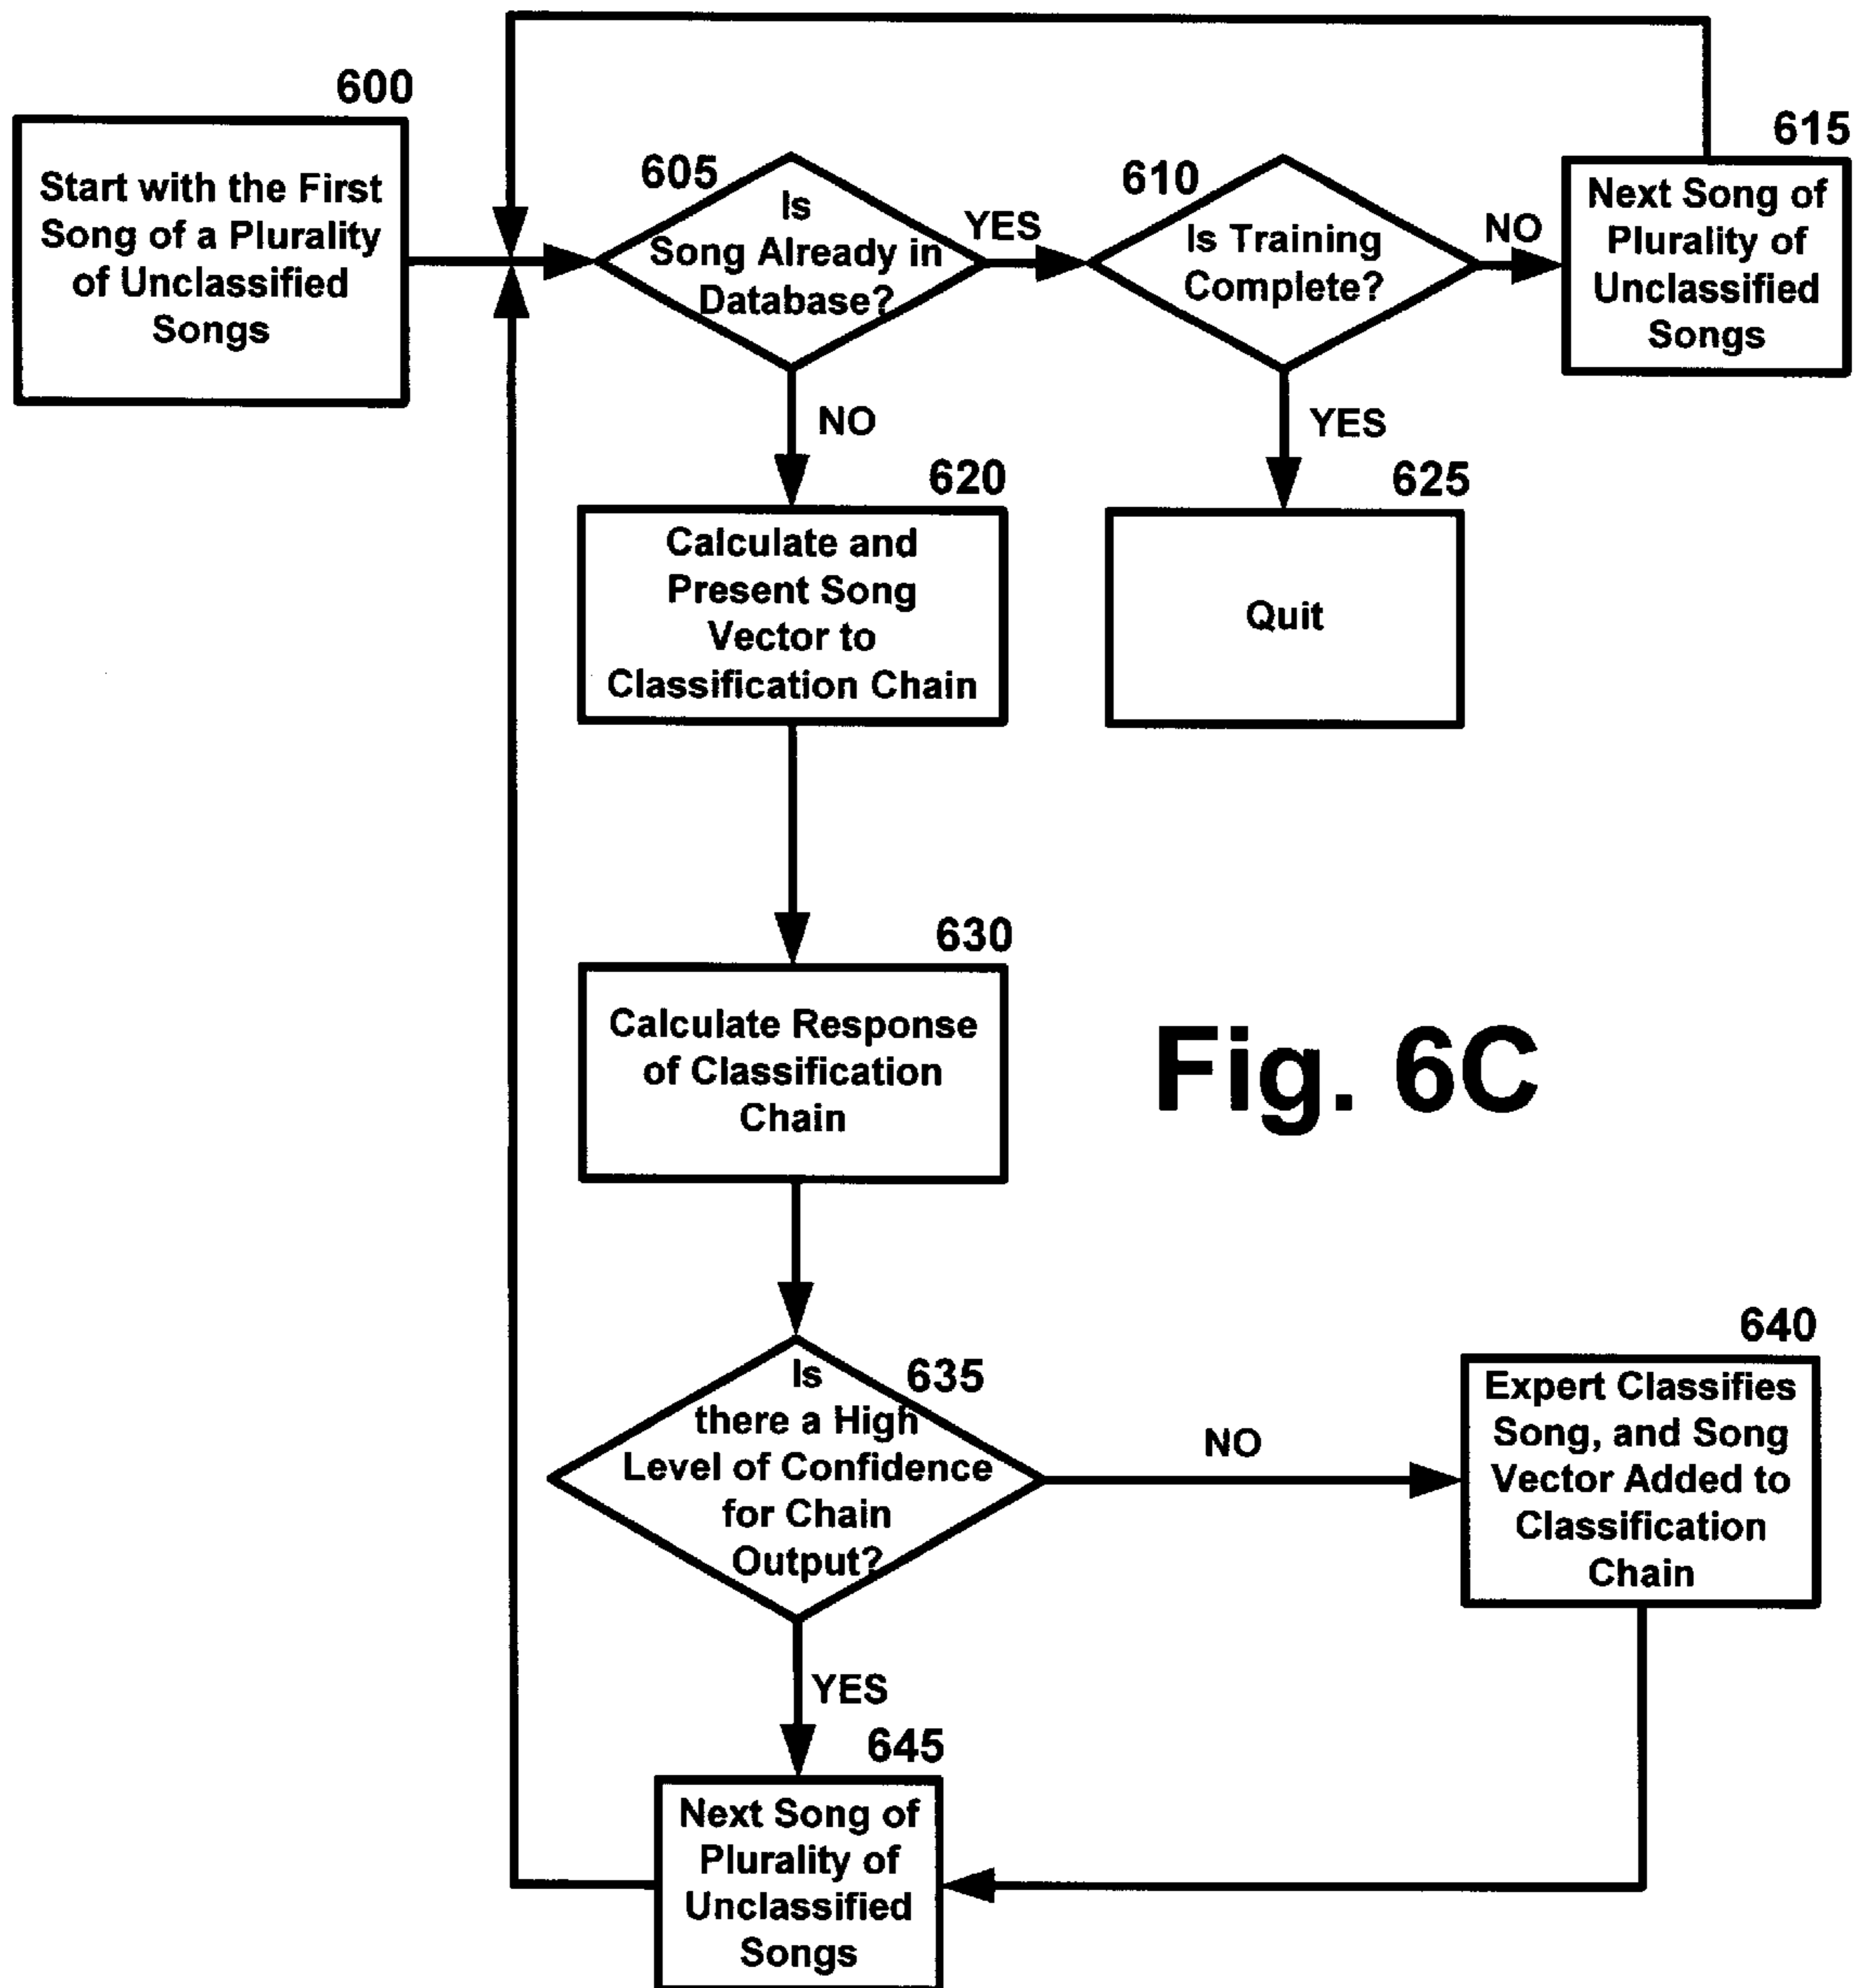 600
Start with the First
Song of a Plurality
of Unclassified
Songs
605
Is
Song Already in
Database?
YES
NO
610
Is Training
Complete?
NO
YES
615
Next Song of
Plurality of
Unclassified
Songs
620
Calculate and
Present Song
Vector to
Classification Chain
625
Quit
630
Calculate Response
of Classification
Chain
Fig. 6C
635
Is
there a High
Level of Confidence
for Chain
Output?
NO
YES
640
Expert Classifies
Song, and Song
Vector Added to
Classification
Chain
645
Next Song of
Plurality of
Unclassified
Songs